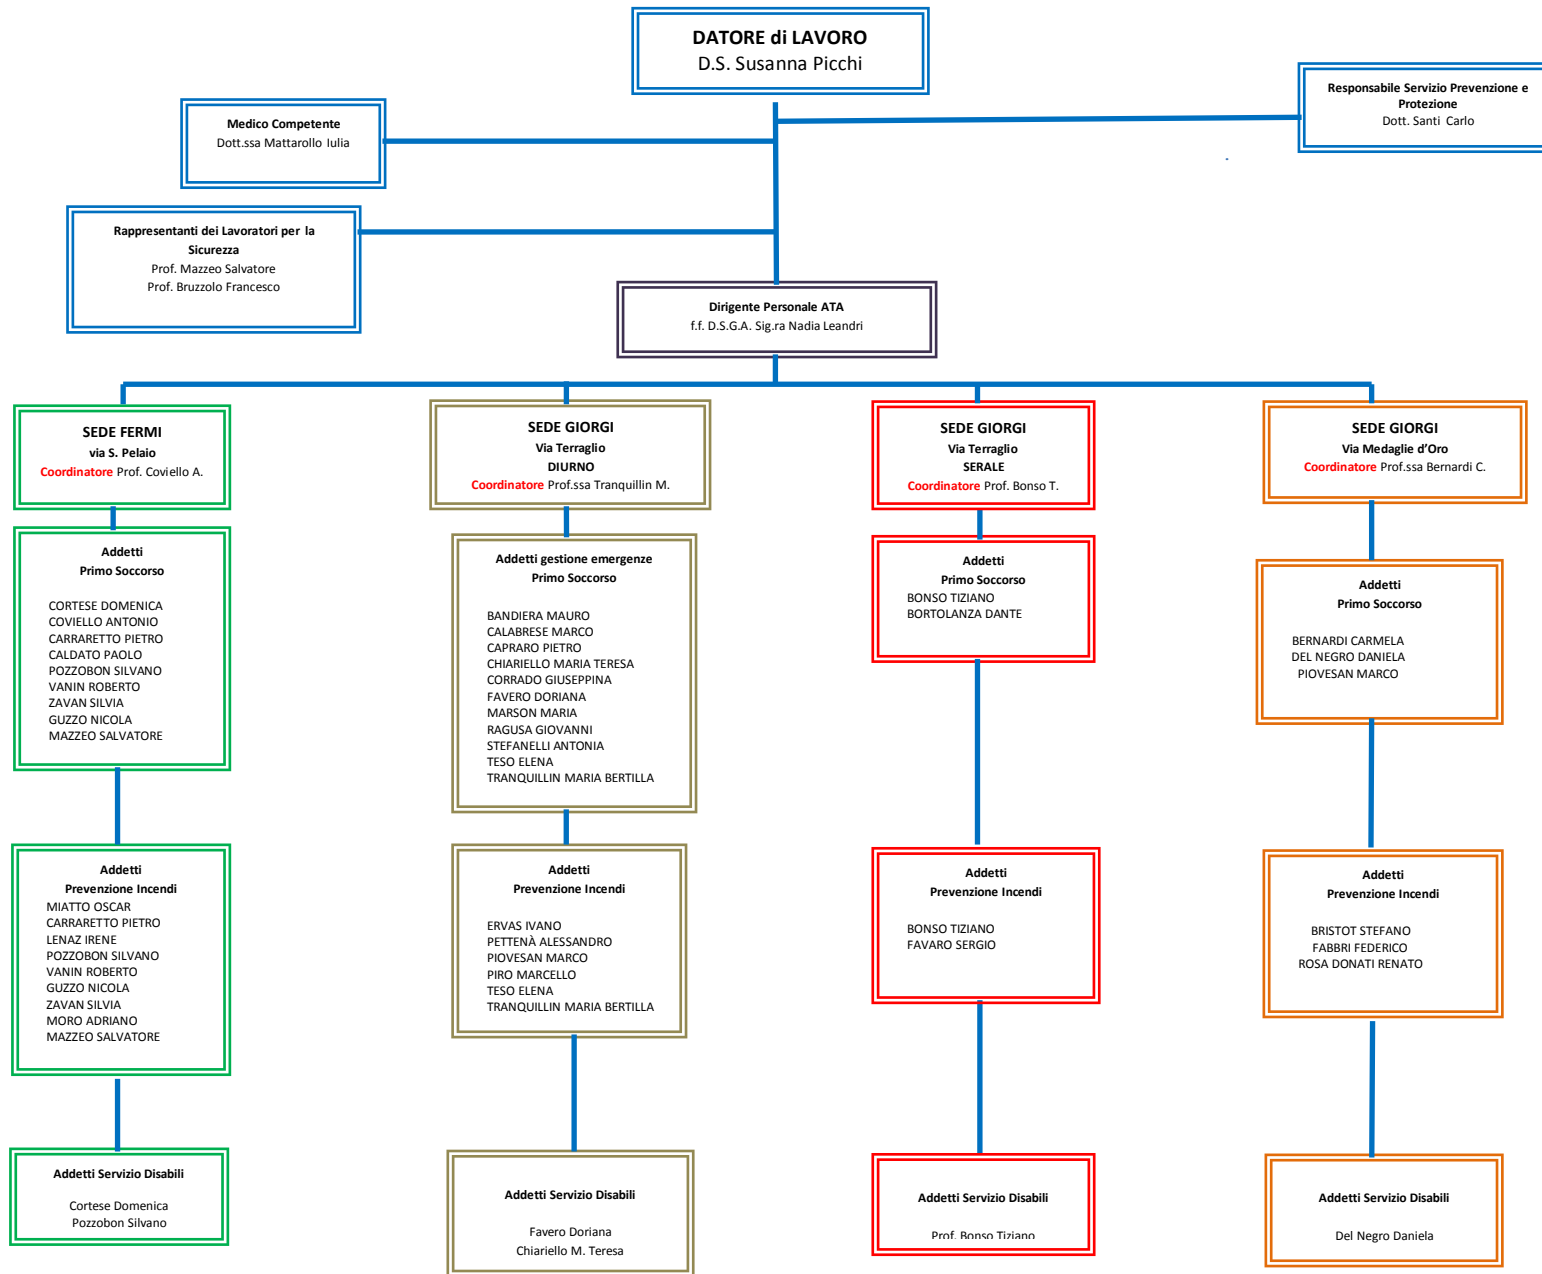 DATORE di LAVORO
D.S. Susanna Picchi
Responsabile Servizio Prevenzione e
Protezione
Dott. Santi Carlo
Medico Competente
Dott.ssa Mattarollo Iulia
Rappresentanti dei Lavoratori per la
Sicurezza
Prof. Mazzeo Salvatore
Prof. Bruzzolo Francesco
Dirigente Personale ATA
f.f. D.S.G.A. Sig.ra Nadia Leandri
SEDE FERMI
via S. Pelaio
Coordinatore Prof. Coviello A.
Addetti
Primo Soccorso
CORTESE DOMENICA
COVIELLO ANTONIO
CARRARETTO PIETRO
CALDATO PAOLO
POZZOBON SILVANO
VANIN ROBERTO
ZAVAN SILVIA
GUZZO NICOLA
MAZZEO SALVATORE
Addetti
Prevenzione Incendi
MIATTO OSCAR
CARRARETTO PIETRO
LENAZ IRENE
POZZOBON SILVANO
VANIN ROBERTO
GUZZO NICOLA
ZAVAN SILVIA
MORO ADRIANO
MAZZEO SALVATORE
Addetti Servizio Disabili
Cortese Domenica
Pozzobon Silvano
SEDE GIORGI
Via Terraglio
DIURNO
Coordinatore Prof.ssa Tranquillin M.
Addetti gestione emergenze
Primo Soccorso
BANDIERA MAURO
CALABRESE MARCO
CAPRARO PIETRO
CHIARIELLO MARIA TERESA
CORRADO GIUSEPPINA
FAVERO DORIANA
MARSON MARIA
RAGUSA GIOVANNI
STEFANELLI ANTONIA
TESO ELENA
TRANQUILLIN MARIA BERTILLA
Addetti
Prevenzione Incendi
ERVAS IVANO
PETTENÀ ALESSANDRO
PIOVESAN MARCO
PIRO MARCELLO
TESO ELENA
TRANQUILLIN MARIA BERTILLA
Addetti Servizio Disabili
Favero Doriana
Chiariello M. Teresa
SEDE GIORGI
Via Terraglio
SERALE
Coordinatore Prof. Bonso T.
Addetti
Primo Soccorso
BONSO TIZIANO
BORTOLANZA DANTE
Addetti
Prevenzione Incendi
BONSO TIZIANO
FAVARO SERGIO
Addetti Servizio Disabili
Prof. Bonso Tiziano
SEDE GIORGI
Via Medaglie d'Oro
Coordinatore Prof.ssa Bernardi C.
Addetti
Primo Soccorso
BERNARDI CARMELA
DEL NEGRO DANIELA
PIOVESAN MARCO
Addetti
Prevenzione Incendi
BRISTOT STEFANO
FABBRI FEDERICO
ROSA DONATI RENATO
Addetti Servizio Disabili
Del Negro Daniela